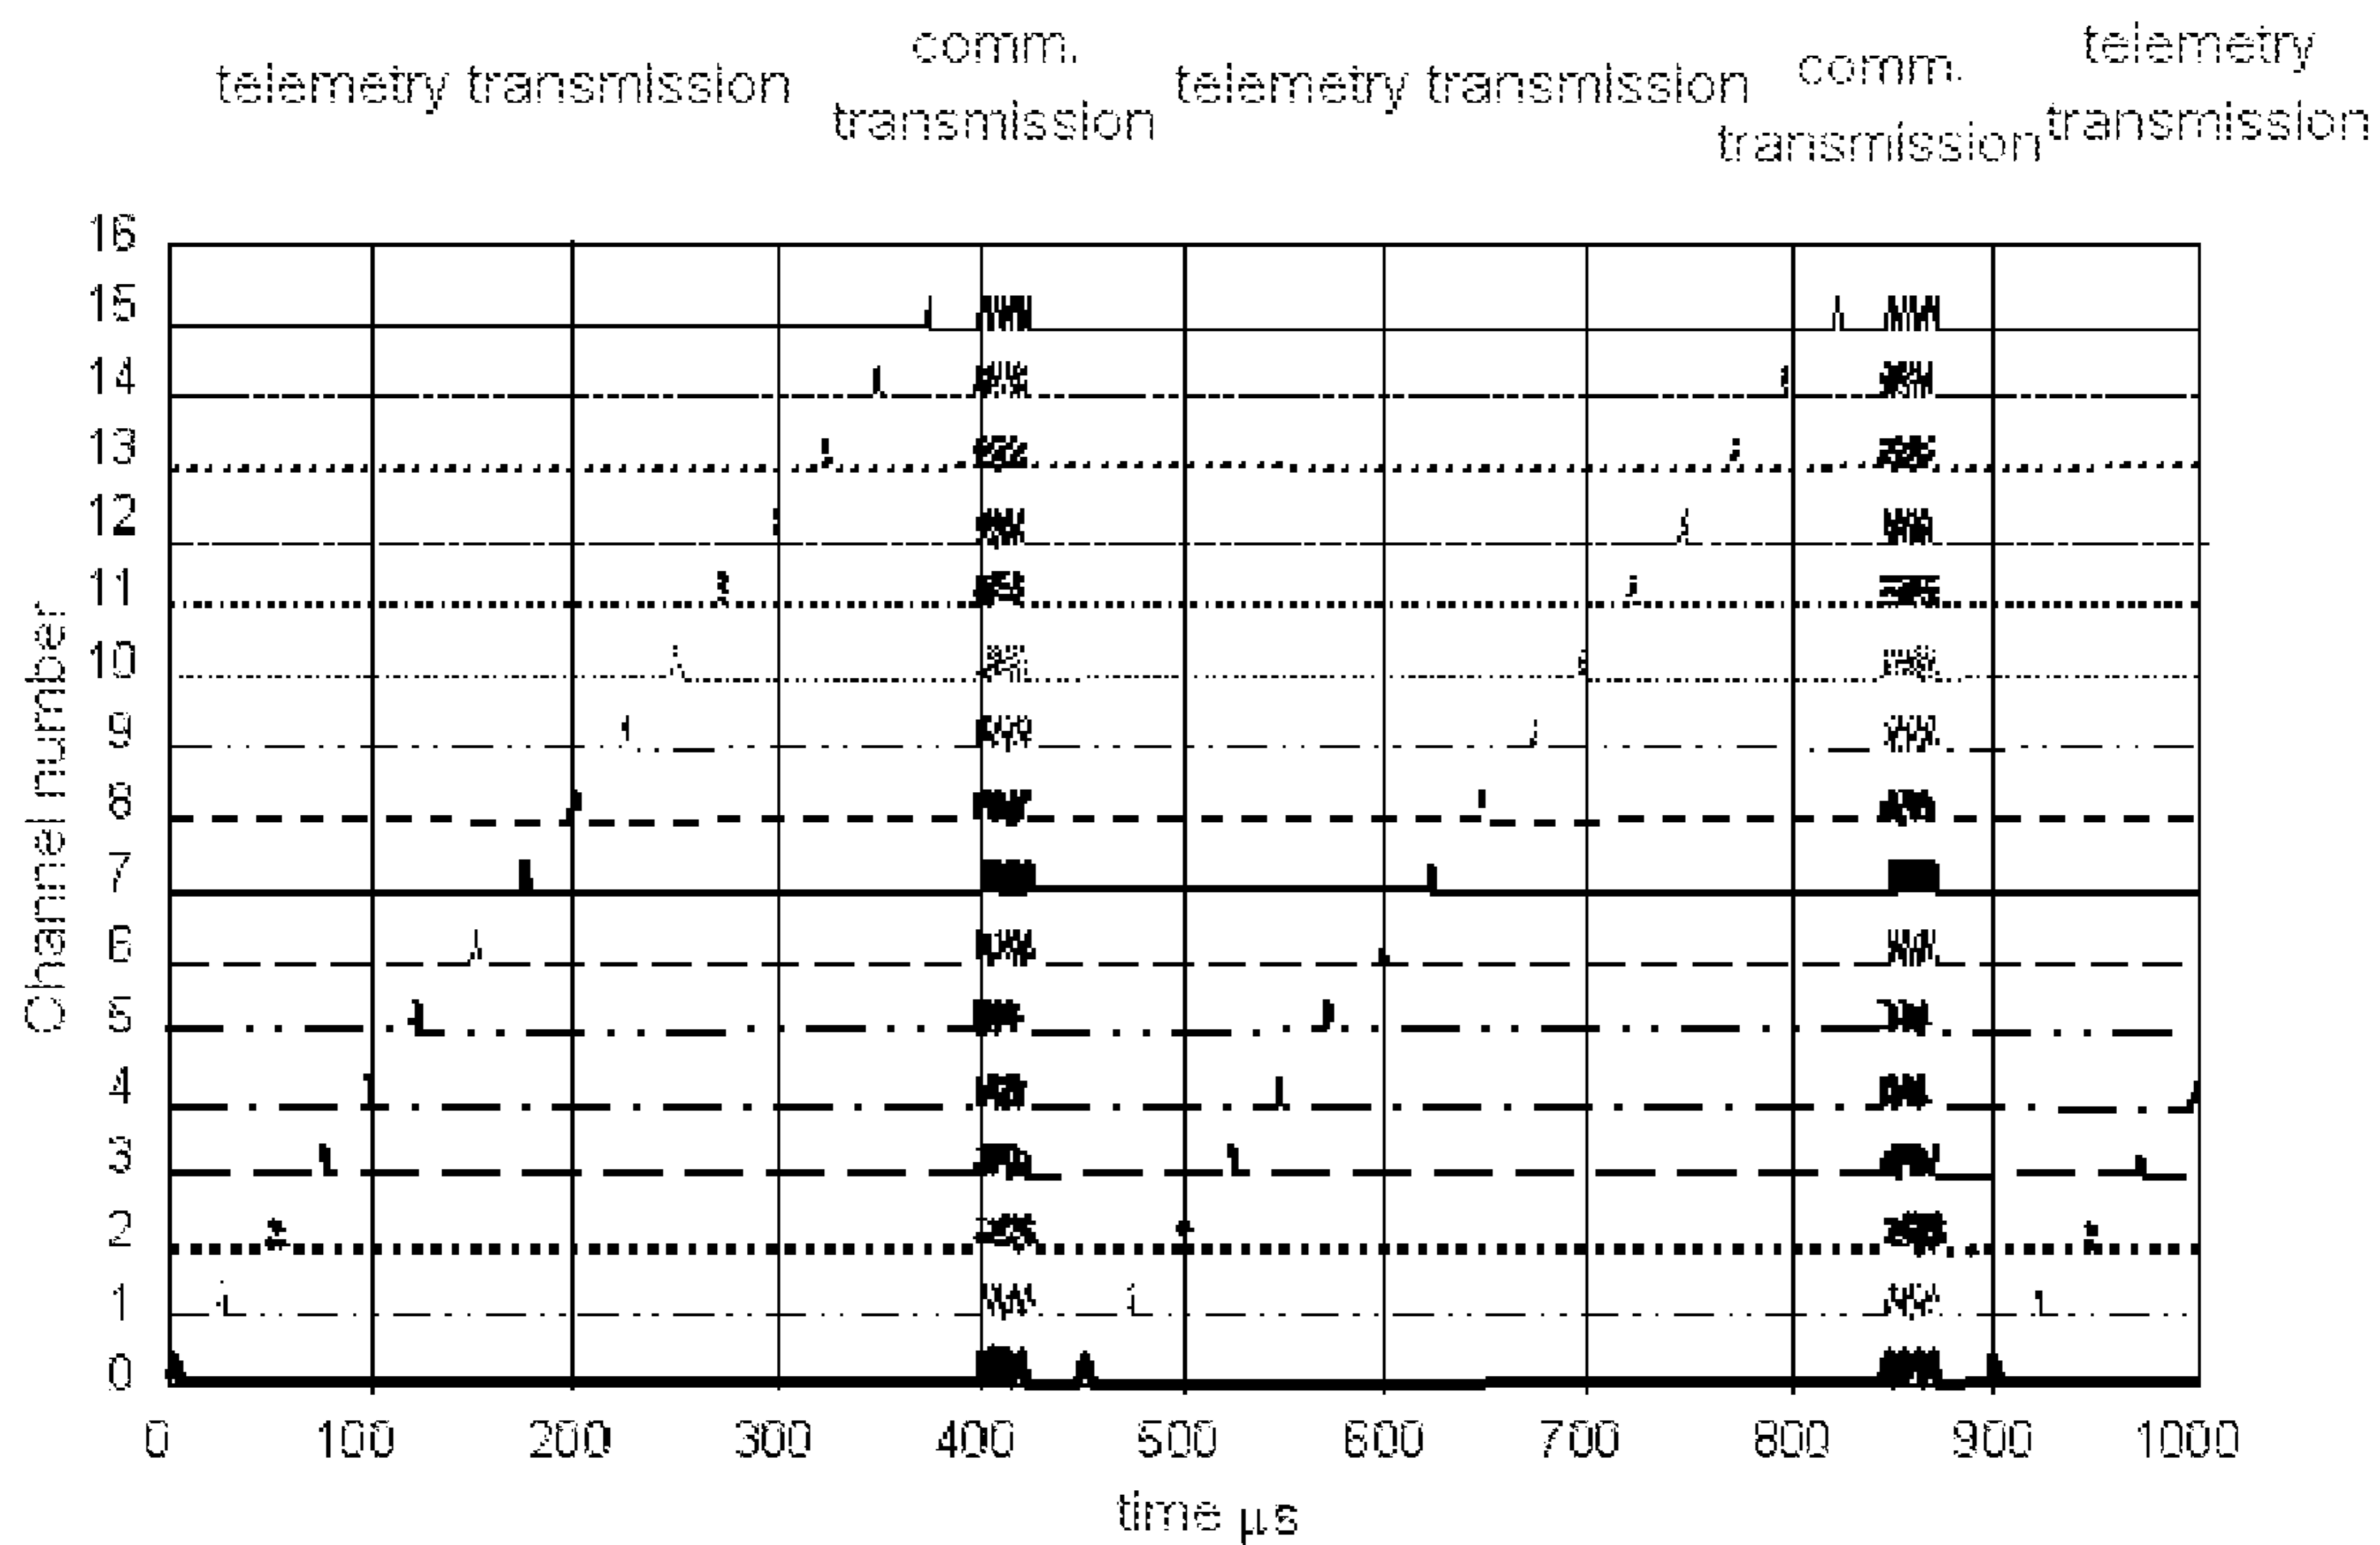 telemetry transmission
comm.
transmission
telemetry transmission
comm.
transmission
telemetry
transmission
Channel number
16
15
14
13
12
11
10
9
8
7
6
5
4
3
2
1
0
0 100 200 300 400 500 600 700 800 900 1000
time µs